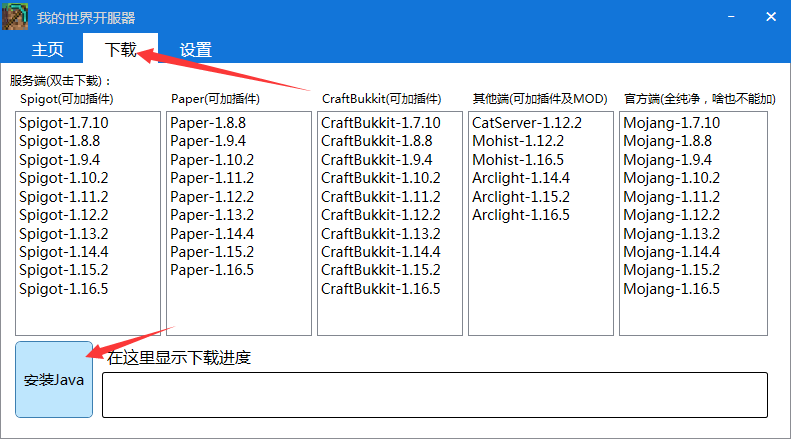 我的世界开服器
主页 下载 设置
服务端(双击下载)：
Spigot(可加插件) Paper(可加插件) CraftBukkit(可加插件) 其他端(可加插件及MOD) 官方端(全纯净，啥也不能加)
Spigot-1.7.10
Spigot-1.8.8
Spigot-1.9.4
Spigot-1.10.2
Spigot-1.11.2
Spigot-1.12.2
Spigot-1.13.2
Spigot-1.14.4
Spigot-1.15.2
Spigot-1.16.5
Paper-1.8.8
Paper-1.9.4
Paper-1.10.2
Paper-1.11.2
Paper-1.12.2
Paper-1.13.2
Paper-1.14.4
Paper-1.15.2
Paper-1.16.5
CraftBukkit-1.7.10
CraftBukkit-1.8.8
CraftBukkit-1.9.4
CraftBukkit-1.10.2
CraftBukkit-1.11.2
CraftBukkit-1.12.2
CraftBukkit-1.13.2
CraftBukkit-1.14.4
CraftBukkit-1.15.2
CraftBukkit-1.16.5
CatServer-1.12.2
Mohist-1.12.2
Mohist-1.16.5
Arclight-1.14.4
Arclight-1.15.2
Arclight-1.16.5
Mojang-1.7.10
Mojang-1.8.8
Mojang-1.9.4
Mojang-1.10.2
Mojang-1.11.2
Mojang-1.12.2
Mojang-1.13.2
Mojang-1.14.4
Mojang-1.15.2
Mojang-1.16.5
安装Java
在这里显示下载进度